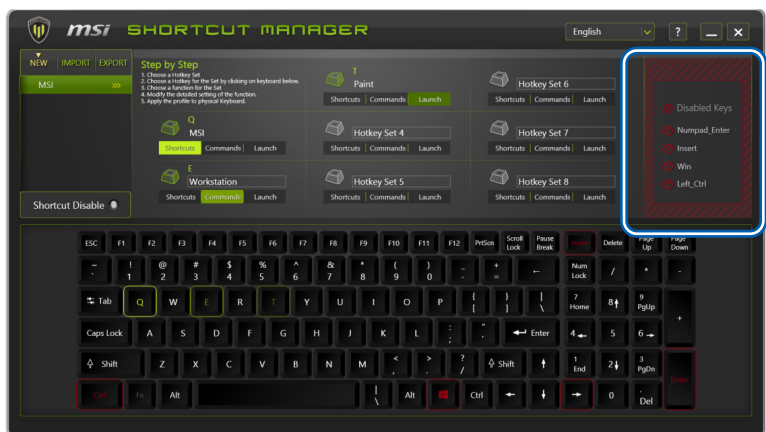 msi SHORTCUT MANAGER
English
?
NEW IMPORT EXPORT
MSI
Shortcut Disable
Step by Step
1. Choose a Hotkey Set
2. Choose a Hotkey for the Set by clicking on keyboard below.
3. Choose a function for the Set
4. Modify the detailed setting of the function.
5. Apply the profile to physical Keyboard.
Q
MSI
Shortcuts Commands Launch
E
Workstation
Shortcuts Commands Launch
T
Paint
Shortcuts Commands Launch
Hotkey Set 4
Shortcuts Commands Launch
Hotkey Set 5
Shortcuts Commands Launch
Hotkey Set 6
Shortcuts Commands Launch
Hotkey Set 7
Shortcuts Commands Launch
Hotkey Set 8
Shortcuts Commands Launch
Disabled Keys
Numpad_Enter
Insert
Win
Left_Ctrl
ESC F1 F2 F3 F4 F5 F6 F7 F8 F9 F10 F11 F12 PrtScn Scroll Lock Pause Break Insert Delete Page Up Page Down
~ ! @ # $ % ^ & * ( ) _ +
` 1 2 3 4 5 6 7 8 9 0 - = ← Num Lock / * -
Tab Q W E R T Y U I O P { [ } ] | \ 7 Home 8 9 PgUp +
Caps Lock A S D F G H J K L : ; " ' Enter 4 5 6
Shift Z X C V B N M < , > . ? / Shift 1 End 2 3 PgDn Enter
Ctrl Fn Alt | \ Alt Ctrl 0 . Del